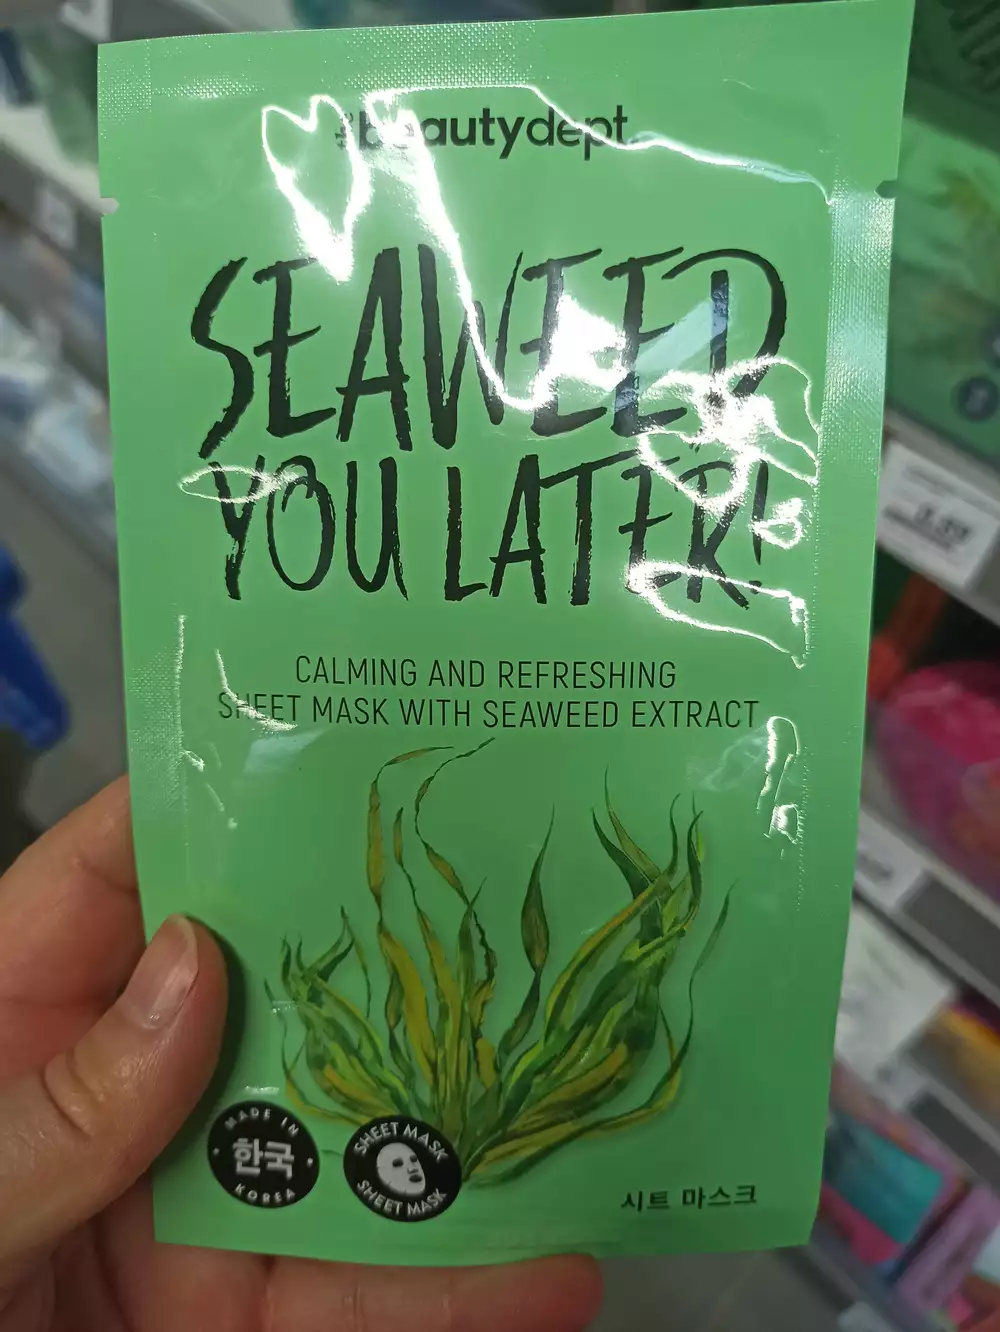 the beautydept.
SEAWEED
YOU LATER!
CALMING AND REFRESHING
SHEET MASK WITH SEAWEED EXTRACT
MADE IN
한국
KOREA
SHEET MASK
SHEET MASK
시트 마스크